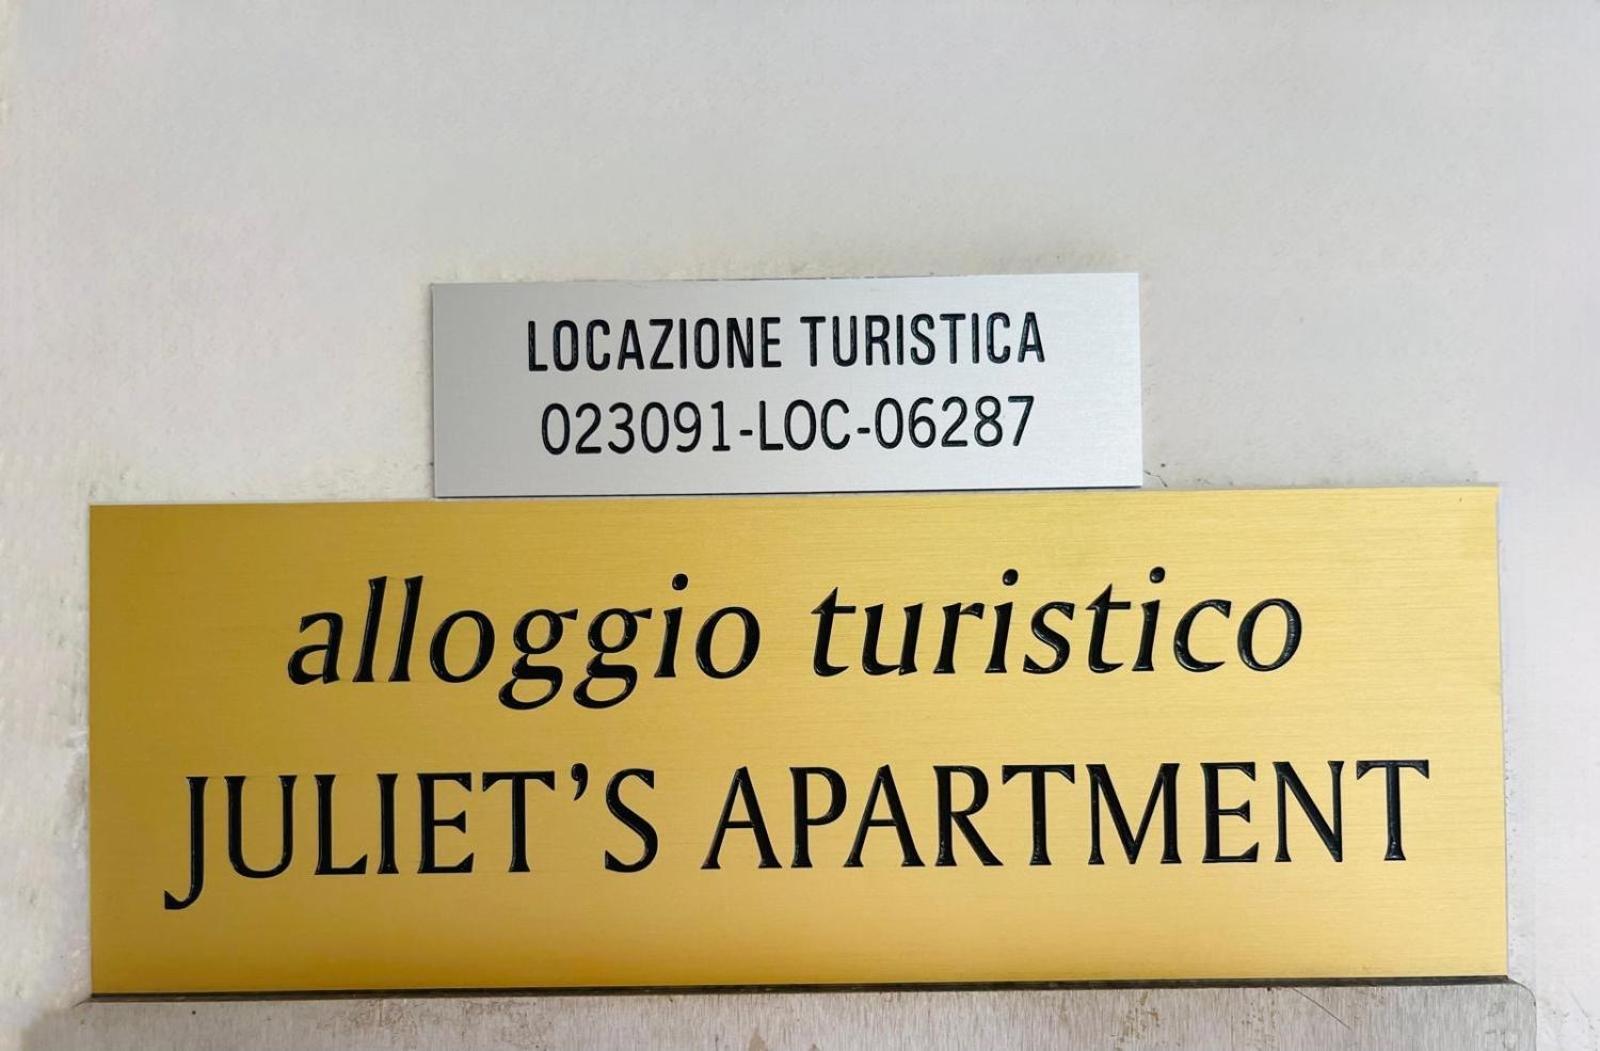 LOCAZIONE TURISTICA
023091-LOC-06287
alloggio turistico
JULIET'S APARTMENT